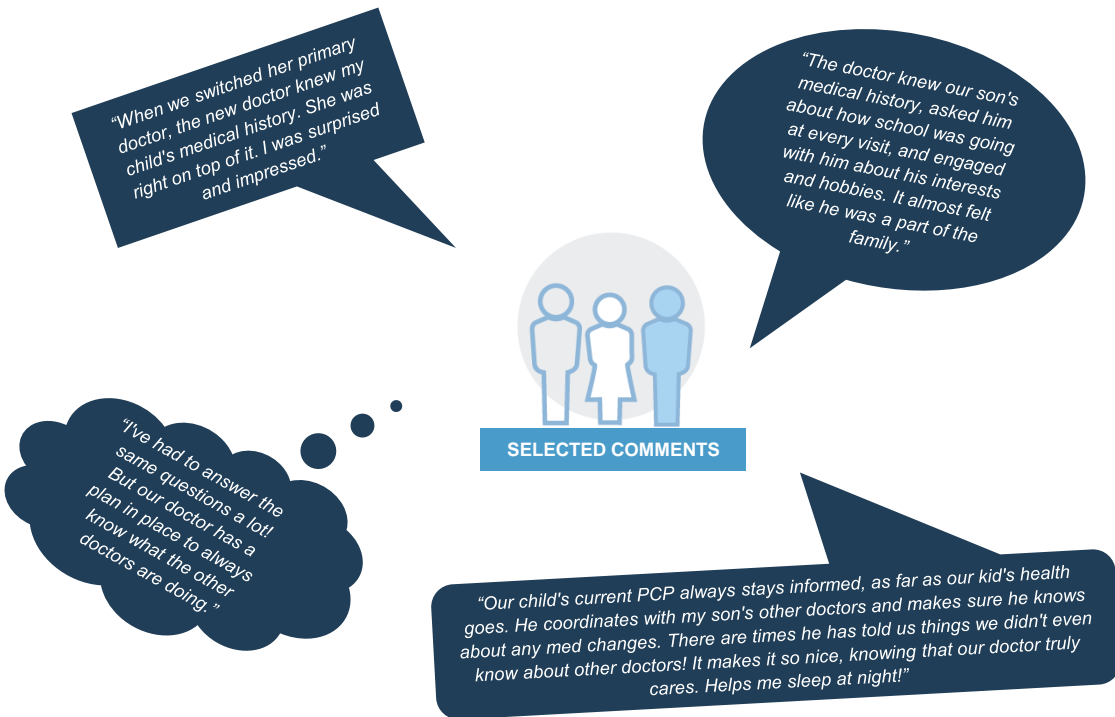 “When we switched her primary
doctor, the new doctor knew my
child's medical history. She was
right on top of it. I was surprised
and impressed.”
“The doctor knew our son's
medical history, asked him
about how school was going
at every visit, and engaged
with him about his interests
and hobbies. It almost felt
like he was a part of the
family.”
SELECTED COMMENTS
“I've had to answer the
same questions a lot!
But our doctor has a
plan in place to always
know what the other
doctors are doing. ”
“Our child's current PCP always stays informed, as far as our kid's health
goes. He coordinates with my son's other doctors and makes sure he knows
about any med changes. There are times he has told us things we didn't even
know about other doctors! It makes it so nice, knowing that our doctor truly
cares. Helps me sleep at night!”